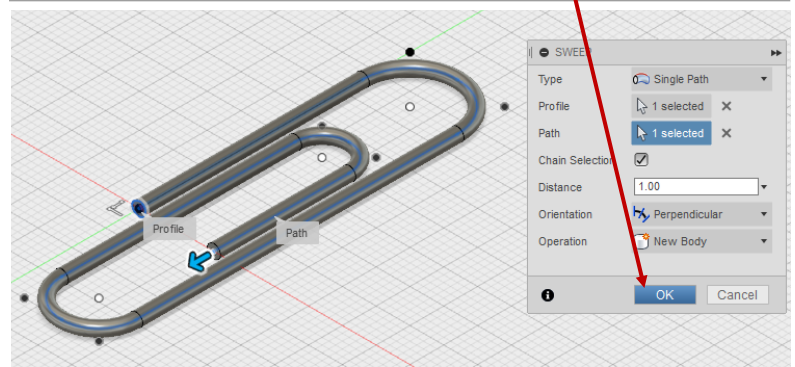 SWEEP
Type Single Path
Profile 1 selected
Path 1 selected
Chain Selection
Distance 1.00
Orientation Perpendicular
Operation New Body
OK Cancel
Profile
Path